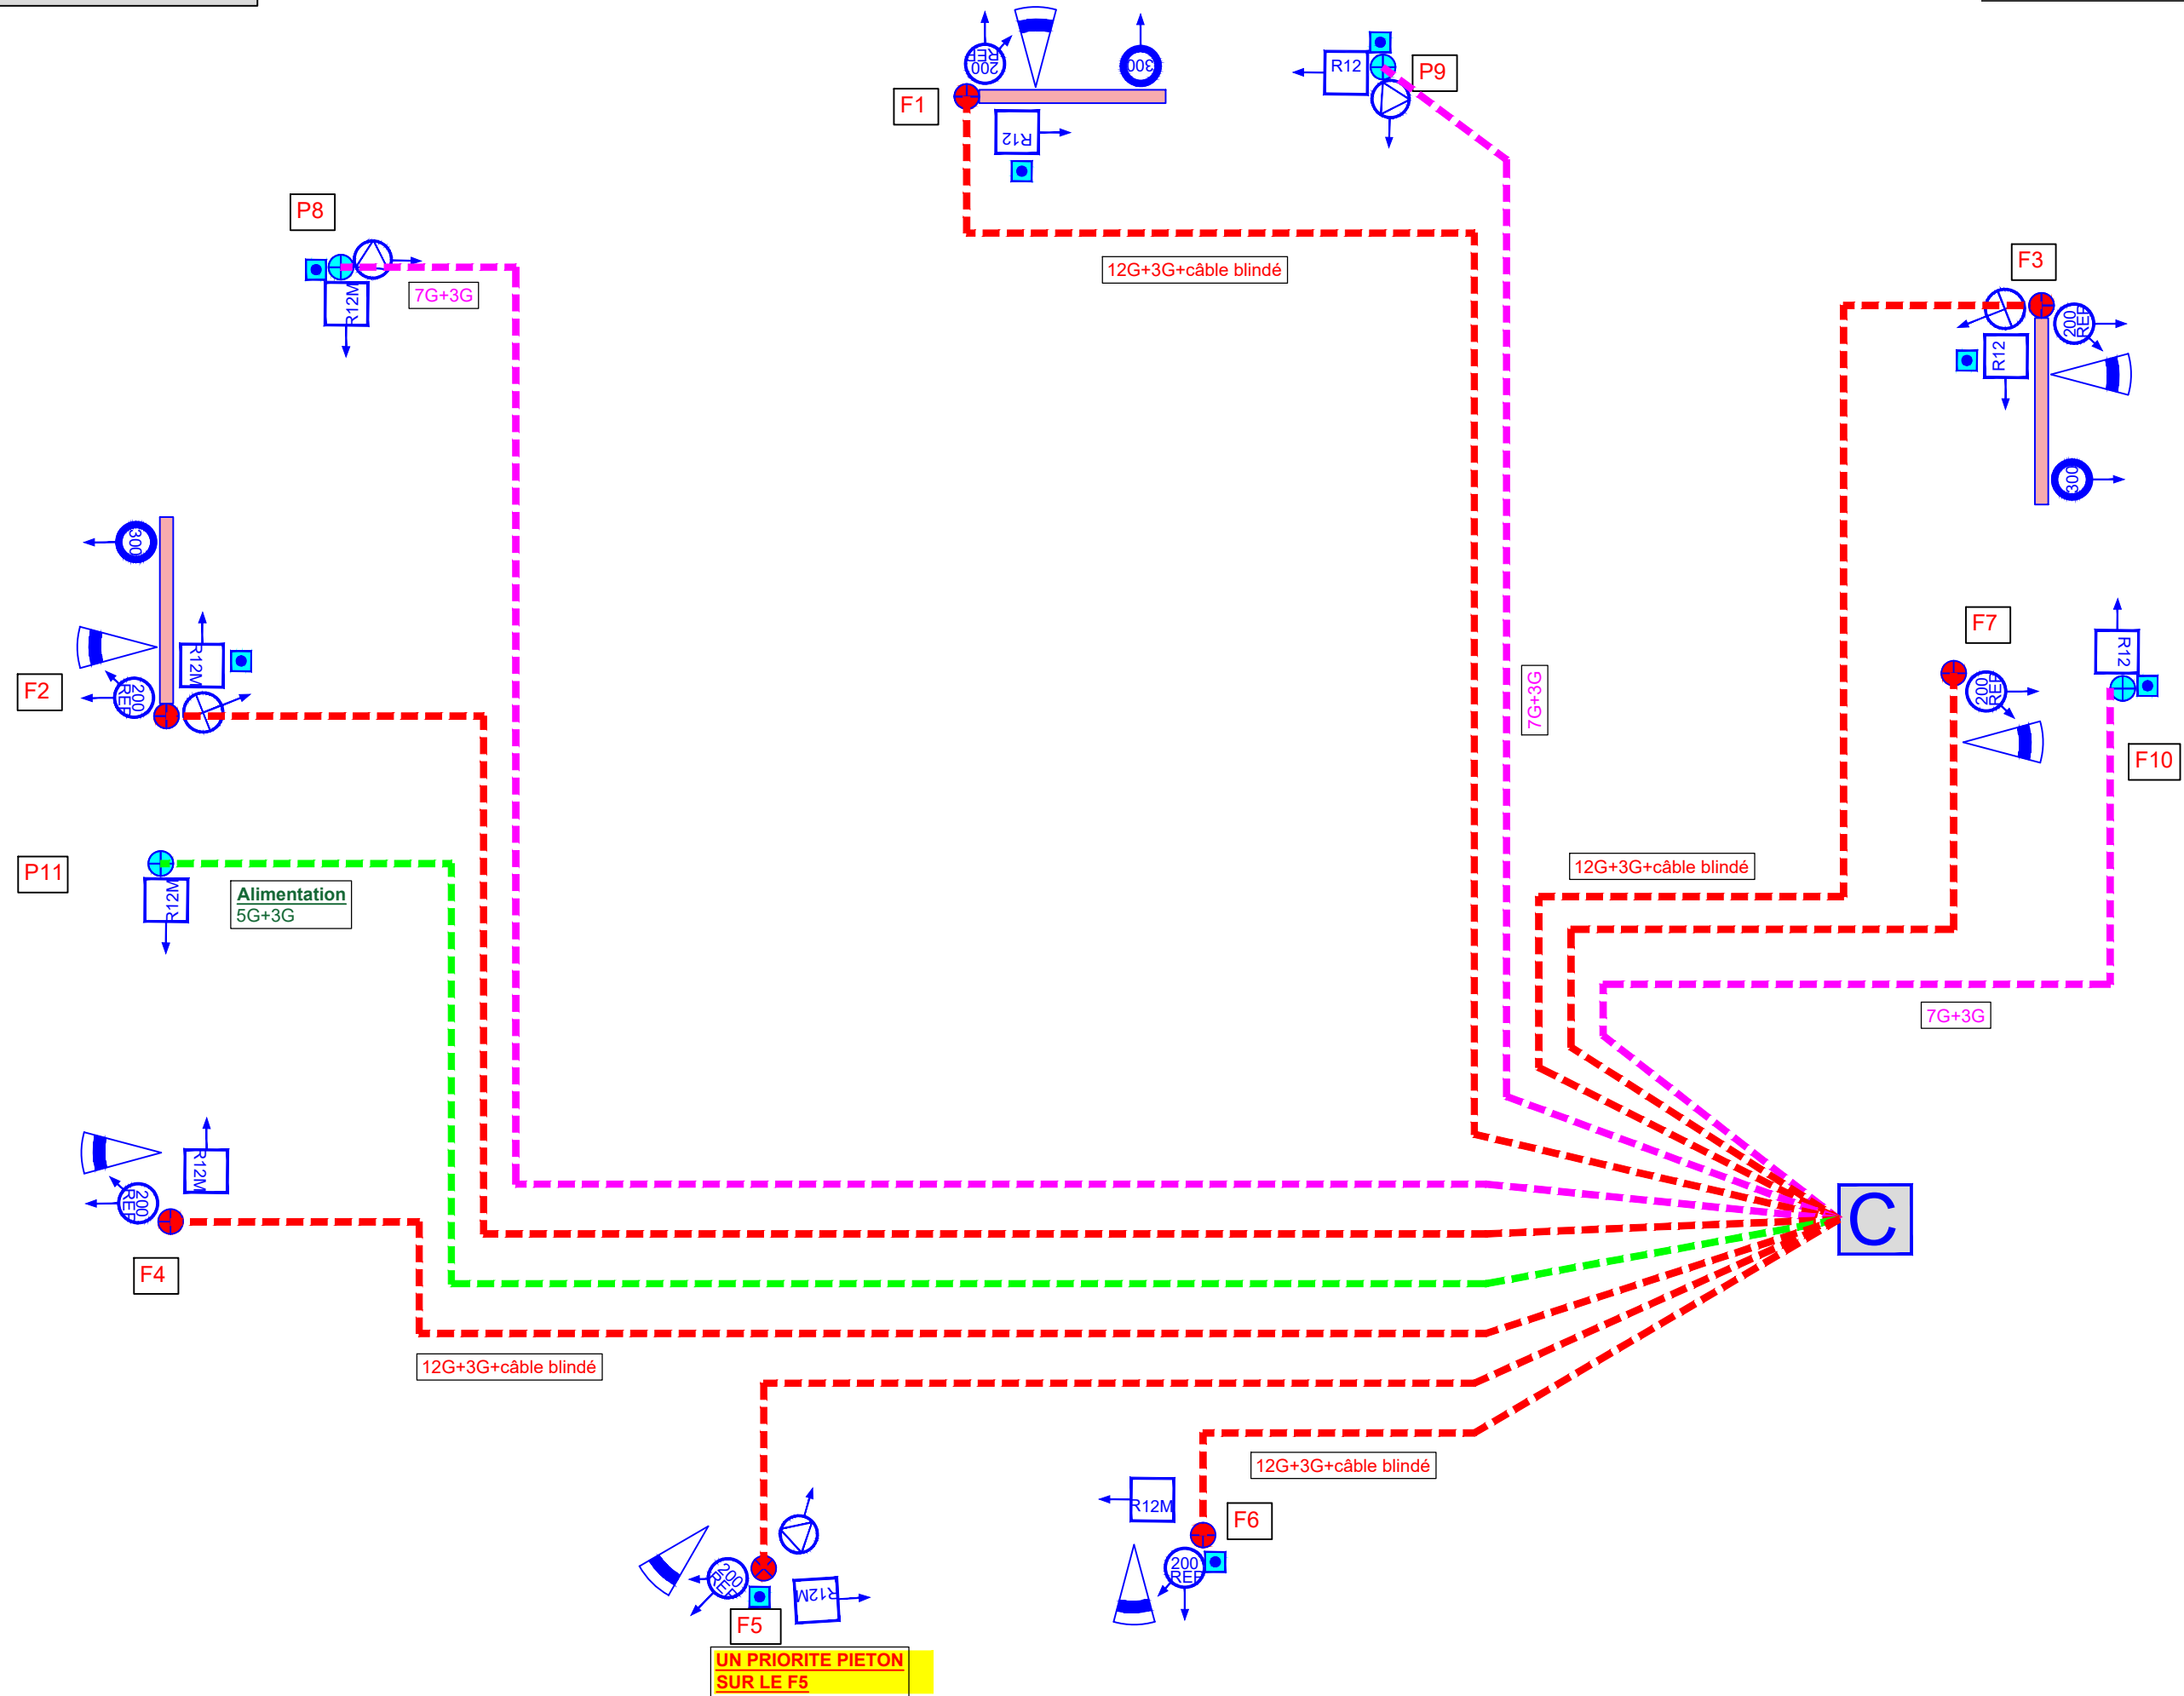 200
REF
300
F1
R12
R12
P9
P8
R12M
7G+3G
12G+3G+câble blindé
F3
200
REF
R12
300
300
R12M
200
REF
F2
F7
200
REF
R12
F10
7G+3G
P11
R12M
Alimentation
5G+3G
12G+3G+câble blindé
7G+3G
R12M
200
REF
F4
C
12G+3G+câble blindé
12G+3G+câble blindé
R12M
F6
200
REF
200
REF
R12M
F5
UN PRIORITE PIETON
SUR LE F5